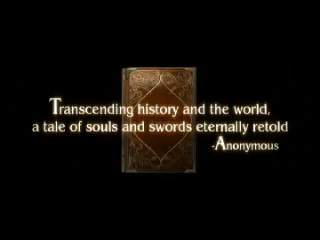 Transcending history and the world,
a tale of souls and swords eternally retold
-Anonymous